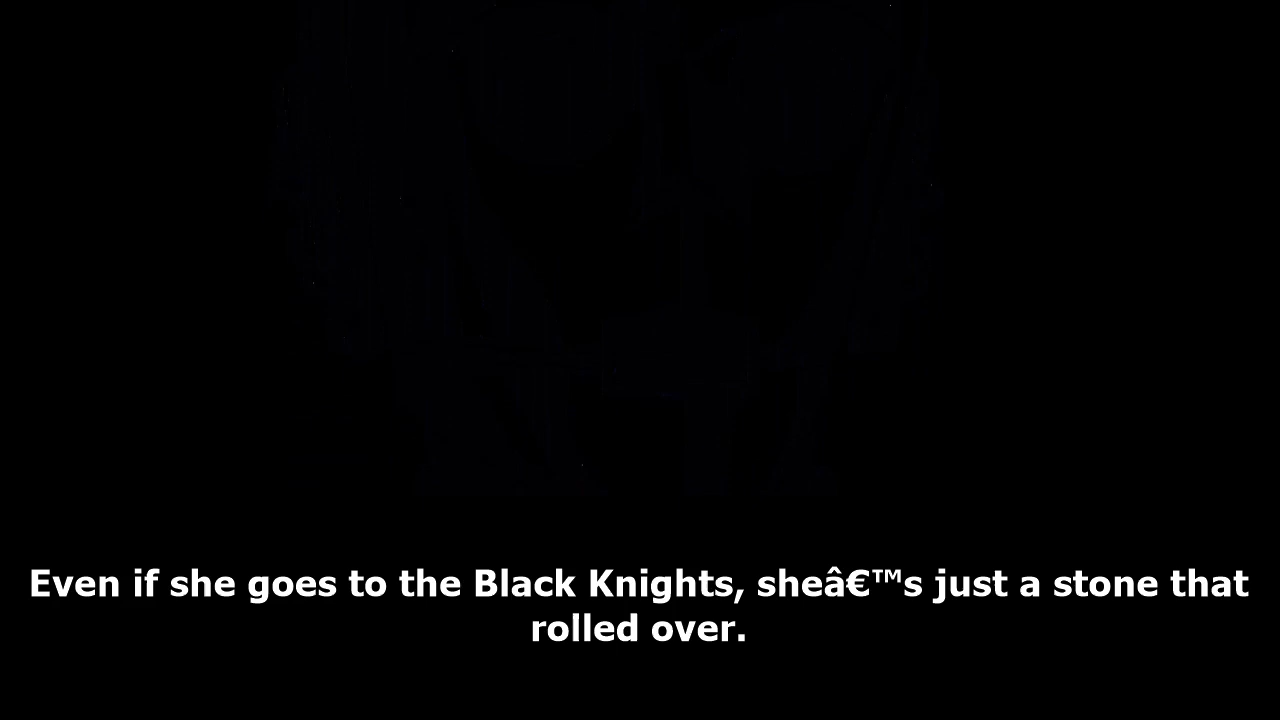 Even if she goes to the Black Knights, sheâ€™s just a stone that
rolled over.